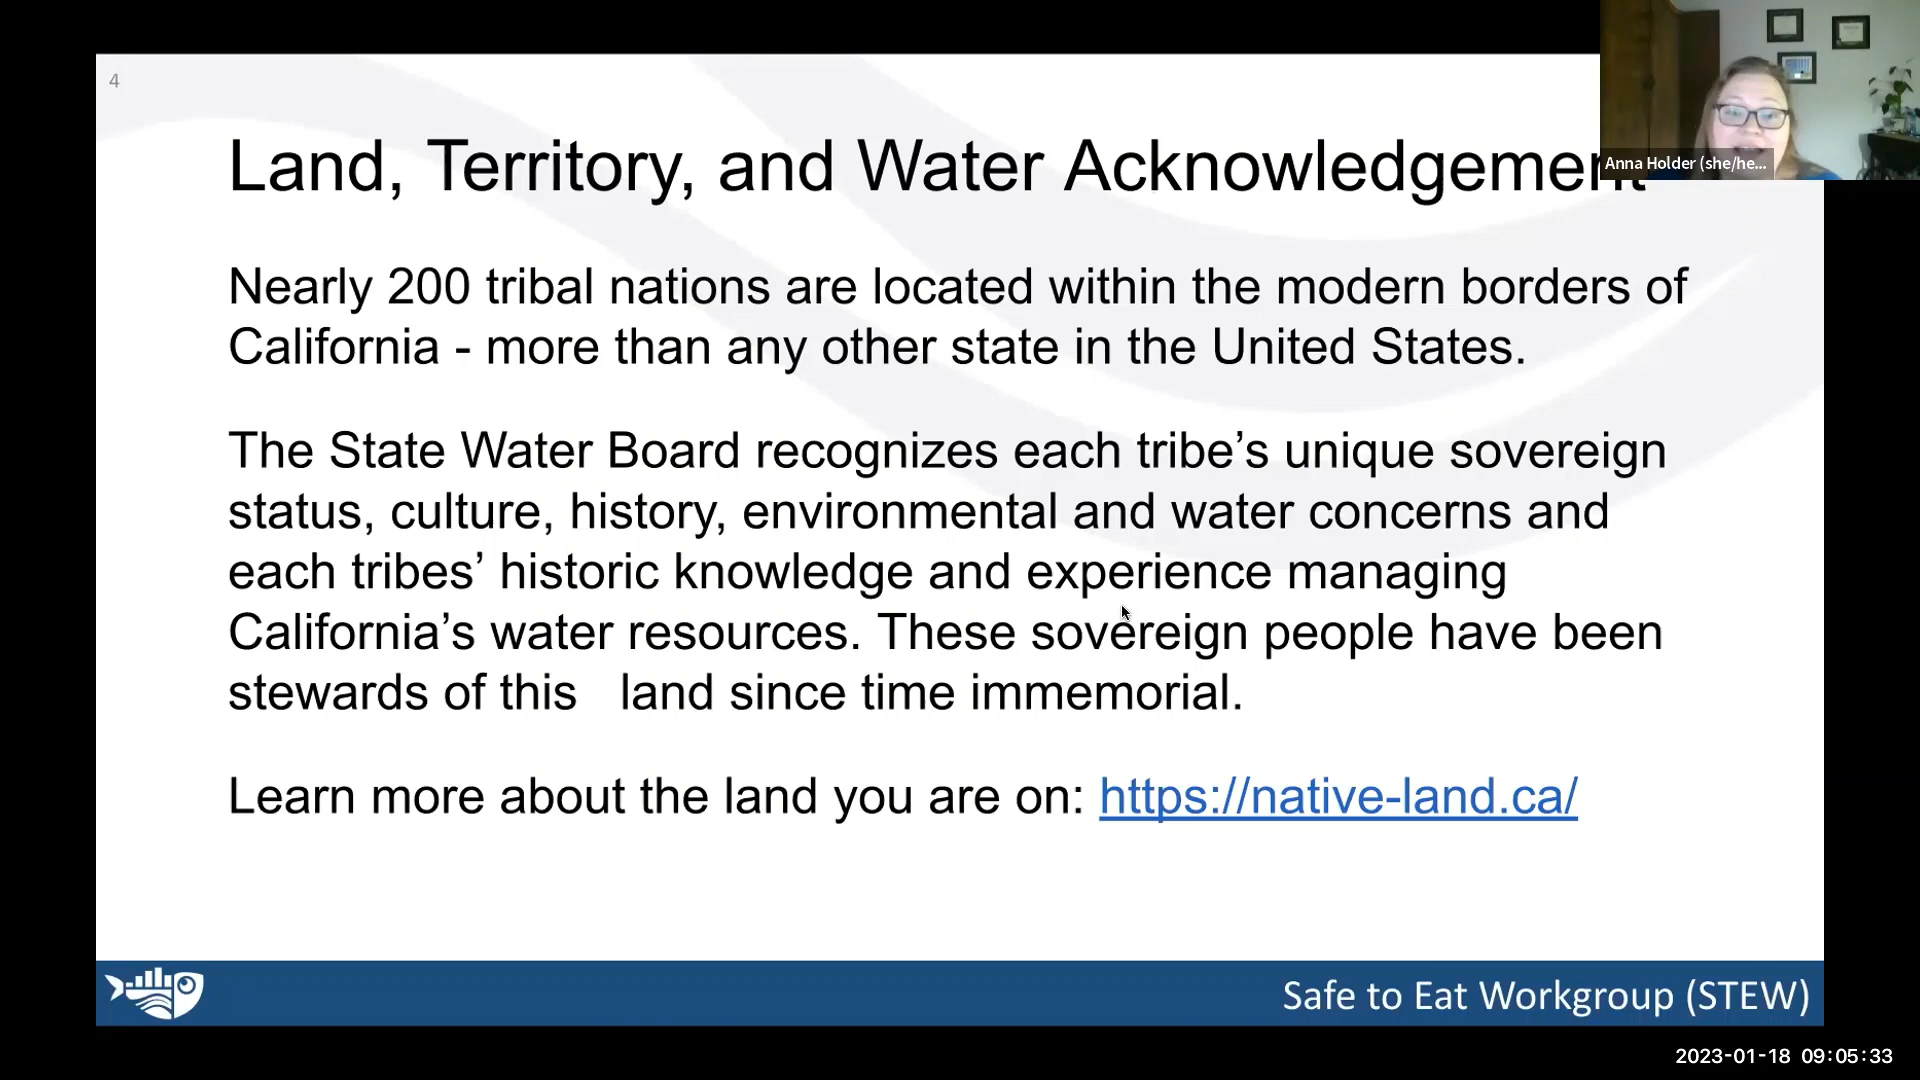 4
Land, Territory, and Water Acknowledgement
Anna Holder (she/he...
Nearly 200 tribal nations are located within the modern borders of
California - more than any other state in the United States.
The State Water Board recognizes each tribe’s unique sovereign
status, culture, history, environmental and water concerns and
each tribes’ historic knowledge and experience managing
California’s water resources. These sovereign people have been
stewards of this   land since time immemorial.
Learn more about the land you are on: https://native-land.ca/
Safe to Eat Workgroup (STEW)
2023-01-18 09:05:33